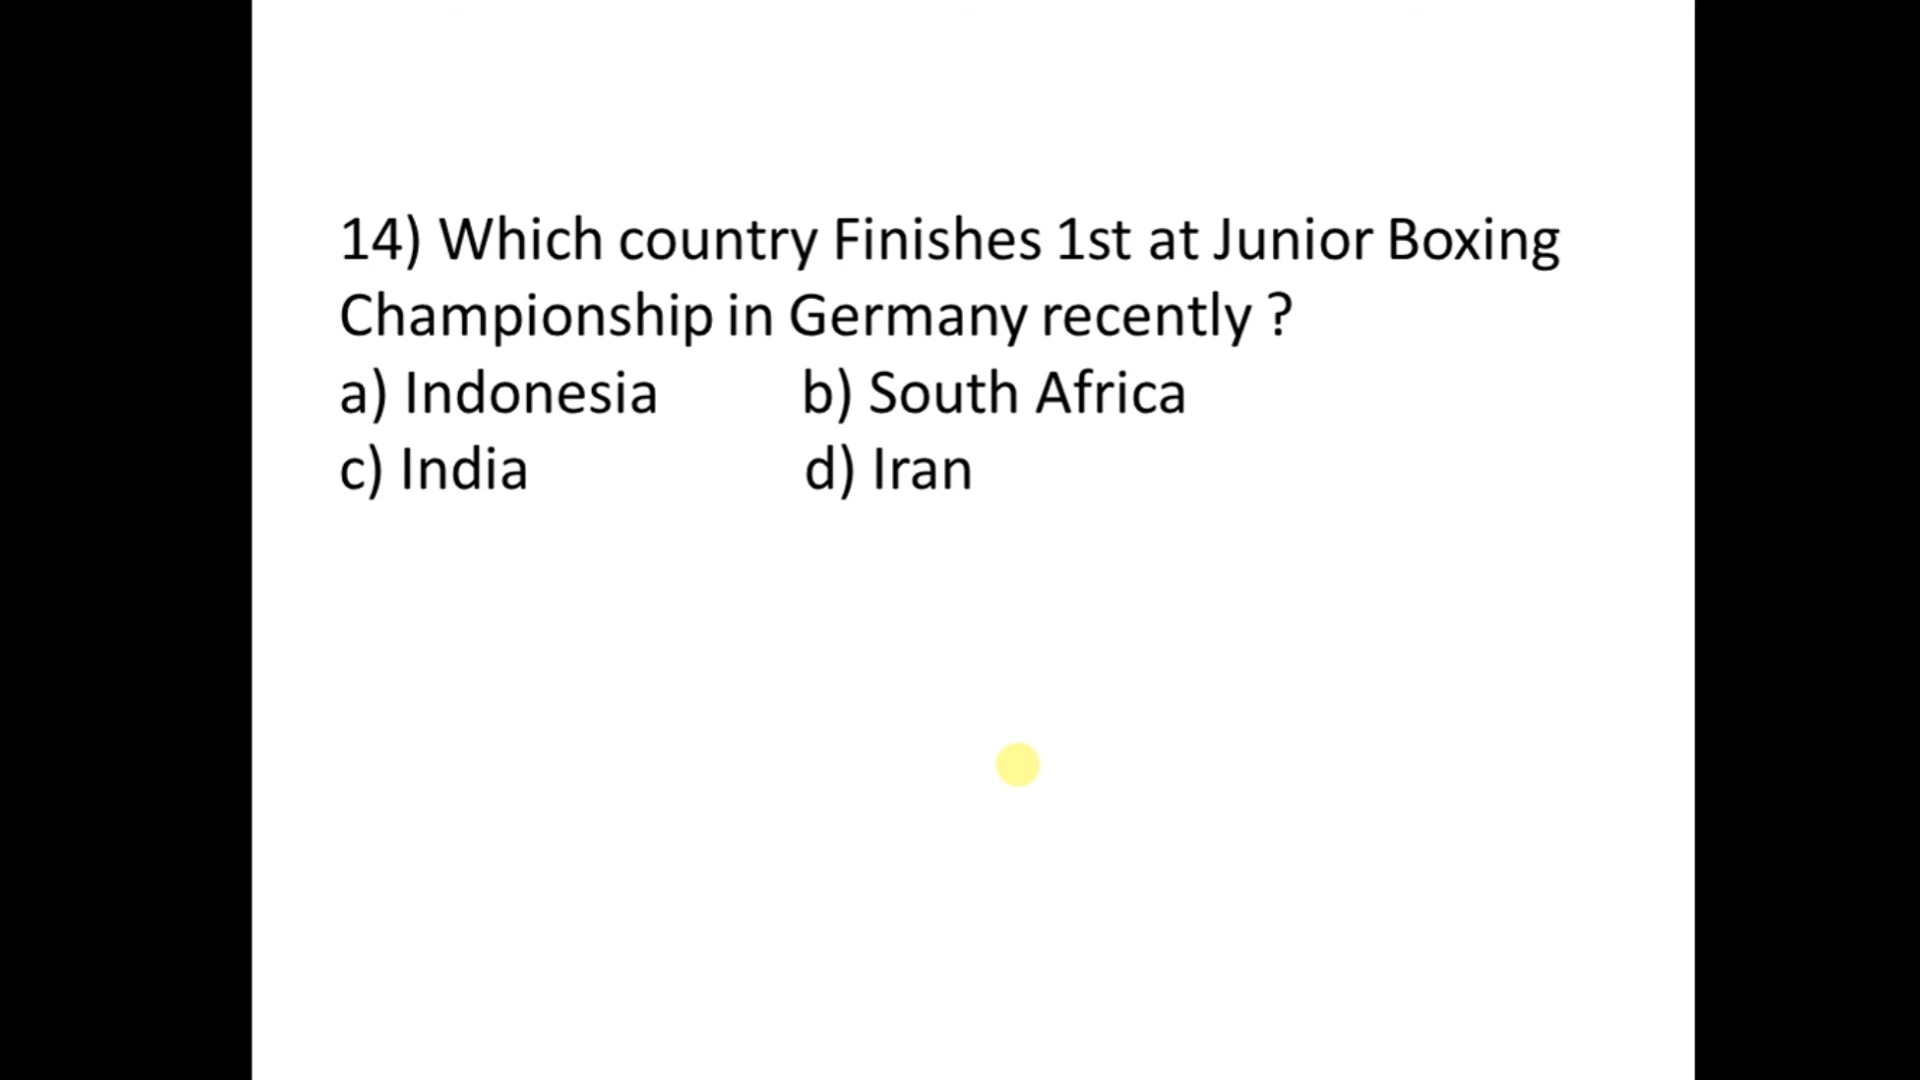 14) Which country Finishes 1st at Junior Boxing
Championship in Germany recently ?
a) Indonesia b) South Africa
c) India d) Iran